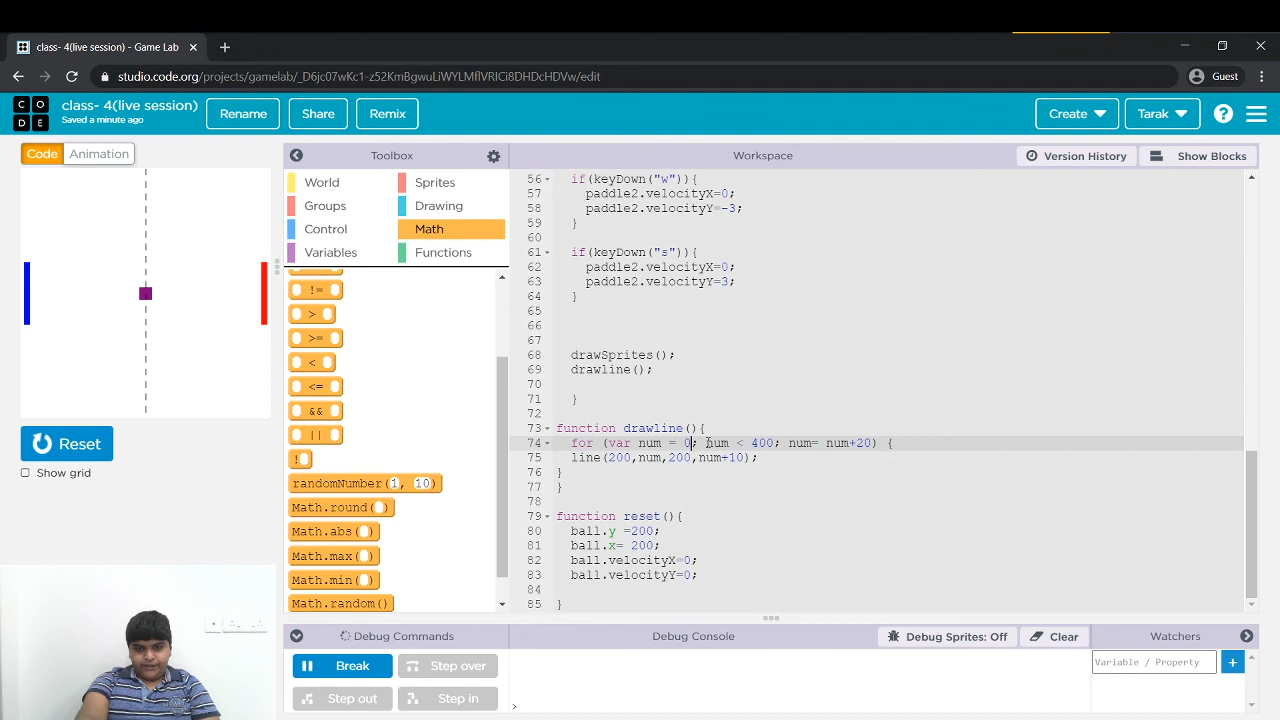 class- 4(live session) - Game Lab
studio.code.org/projects/gamelab/_D6jc07wKc1-z52KmBgwuLiWYLMflVRICi8DHDcHDVw/edit
Guest
C O
D E
class- 4(live session)
Saved a minute ago
Rename
Share
Remix
Create
Tarak
Code
Animation
Toolbox
Workspace
Version History
Show Blocks
World
Sprites
Groups
Drawing
Control
Math
Variables
Functions
!=
>
>=
<
<=
&&
||
!
randomNumber(1, 10)
Math.round( )
Math.abs( )
Math.max( )
Math.min( )
Math.random()
56 if(keyDown("w")){
57 paddle2.velocityX=0;
58 paddle2.velocityY=-3;
59 }
60
61 if(keyDown("s")){
62 paddle2.velocityX=0;
63 paddle2.velocityY=3;
64 }
65
66
67
68 drawSprites();
69 drawline();
70
71 }
72
73 function drawline(){
74 for (var num = 0; num < 400; num= num+20) {
75 line(200,num,200,num+10);
76 }
77 }
78
79 function reset(){
80 ball.y =200;
81 ball.x= 200;
82 ball.velocityX=0;
83 ball.velocityY=0;
84
85 }
Reset
Show grid
Debug Commands
Debug Console
Debug Sprites: Off
Clear
Watchers
Break
Step over
Step out
Step in
Variable / Property
+
>